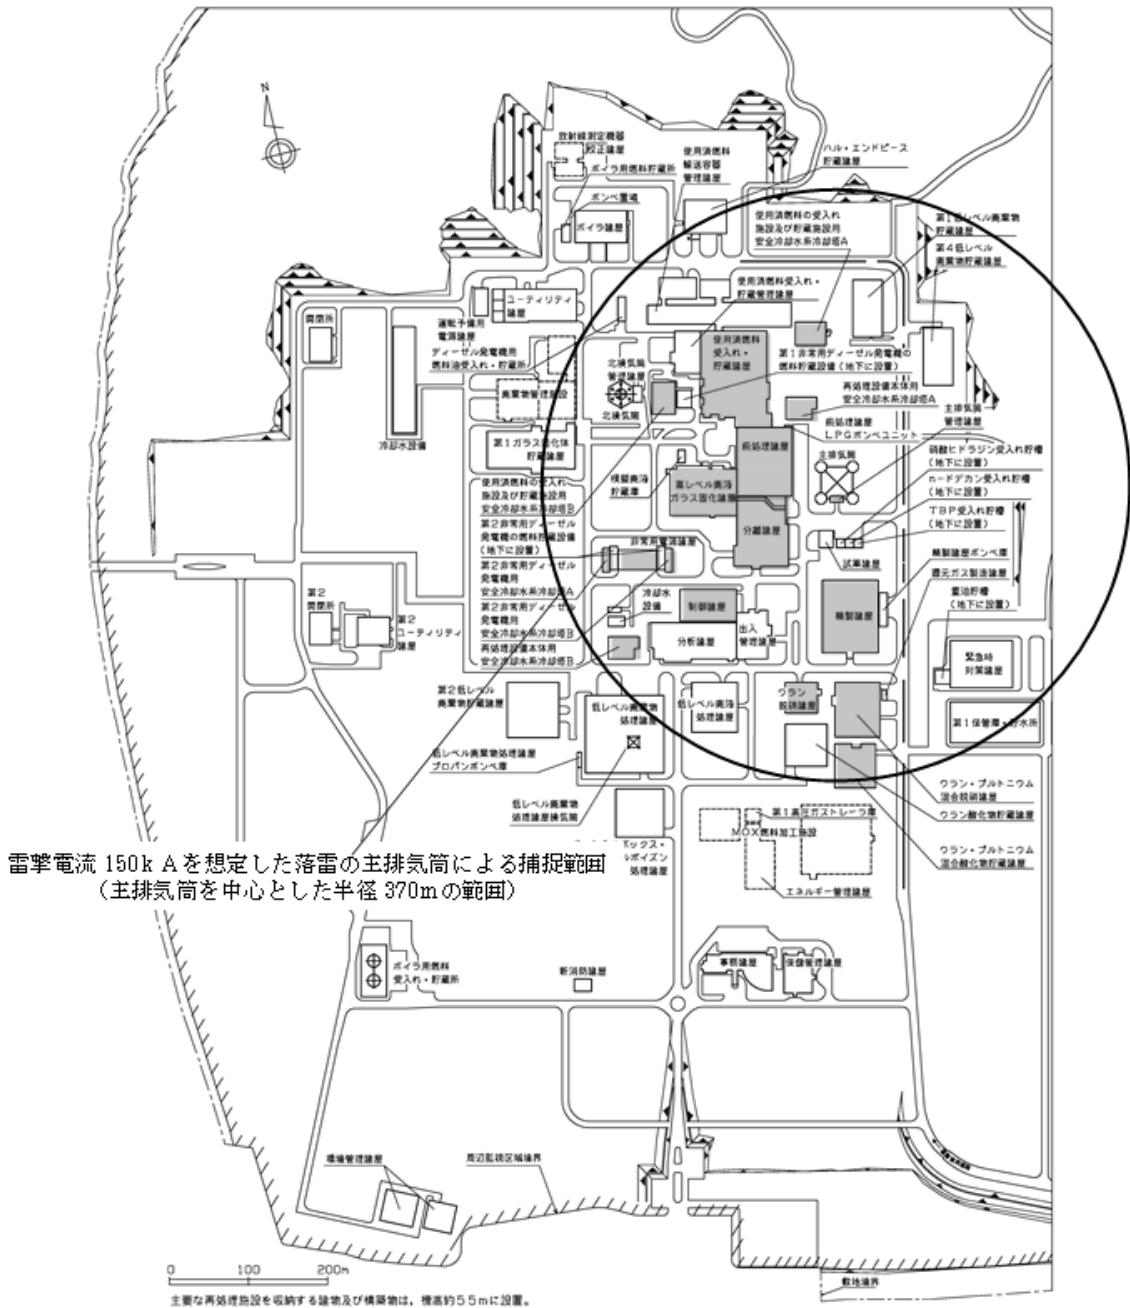 N
放射線測定機器
校正建屋
ボイラ用燃料貯蔵所
使用済燃料
輸送容器
管理建屋
ハル・エンドピース
貯蔵建屋
ボンベ置場
ボイラ建屋
使用済燃料の受入れ
施設及び貯蔵施設用
安全冷却水系冷却塔A
第1低レベル廃棄物
貯蔵建屋
第4低レベル
廃棄物貯蔵建屋
開閉所
運転予備用
電源建屋
ユーティリティ
建屋
使用済燃料受入れ・
貯蔵管理建屋
ディーゼル発電機用
燃料油受入れ・貯蔵所
使用済燃料
受入れ・
貯蔵建屋
第1非常用ディーゼル発電機の
燃料貯蔵設備(地下に設置)
北換気筒
管理建屋
北換気筒
廃棄物管理施設
再処理設備本体用
安全冷却水系冷却塔A
主排気筒
管理建屋
冷却水設備
第1ガラス固化体
貯蔵建屋
前処理建屋
LPGボンベユニット
前処理建屋
主排気筒
硝酸ヒドラジン受入れ貯槽
(地下に設置)
使用済燃料の受入れ
施設及び貯蔵施設用
安全冷却水系冷却塔B
模擬廃液
貯蔵庫
高レベル廃液
ガラス固化建屋
n-ドデカン受入れ貯槽
(地下に設置)
TBP受入れ貯槽
(地下に設置)
第2非常用ディーゼル
発電機の燃料貯蔵設備
(地下に設置)
非常用電源建屋
分離建屋
試薬建屋
精製建屋ボンベ庫
還元ガス製造建屋
第2非常用ディーゼル
発電機用
安全冷却水系冷却塔A
重油貯槽
(地下に設置)
第2
開閉所
第2
ユーティリティ
建屋
第2非常用ディーゼル
発電機用
安全冷却水系冷却塔B
冷却水
設備
制御建屋
精製建屋
分析建屋
出入
管理建屋
再処理設備本体用
安全冷却水系冷却塔B
緊急時
対策建屋
第2低レベル
廃棄物貯蔵建屋
低レベル廃棄物
処理建屋
低レベル廃液
処理建屋
ウラン
脱硝建屋
第1保管庫・貯水所
低レベル廃棄物処理建屋
プロパンボンベ庫
低レベル廃棄物
処理建屋換気筒
ウラン・プルトニウム
混合脱硝建屋
ウラン酸化物貯蔵建屋
第1高圧ガストレーラ庫
MOX燃料加工施設
ウラン・プルトニウム
混合酸化物貯蔵建屋
エネルギー管理建屋
ボックス・
ルポイズン
処理建屋
雷撃電流 150kAを想定した落雷の主排気筒による捕捉範囲
(主排気筒を中心とした半径 370mの範囲)
ボイラ用燃料
受入れ・貯蔵所
新消防建屋
事務建屋
保健管理建屋
環境管理建屋
周辺監視区域境界
敷地境界
0 100 200m
主要な再処理施設を収納する建物及び構築物は、標高約55mに設置。